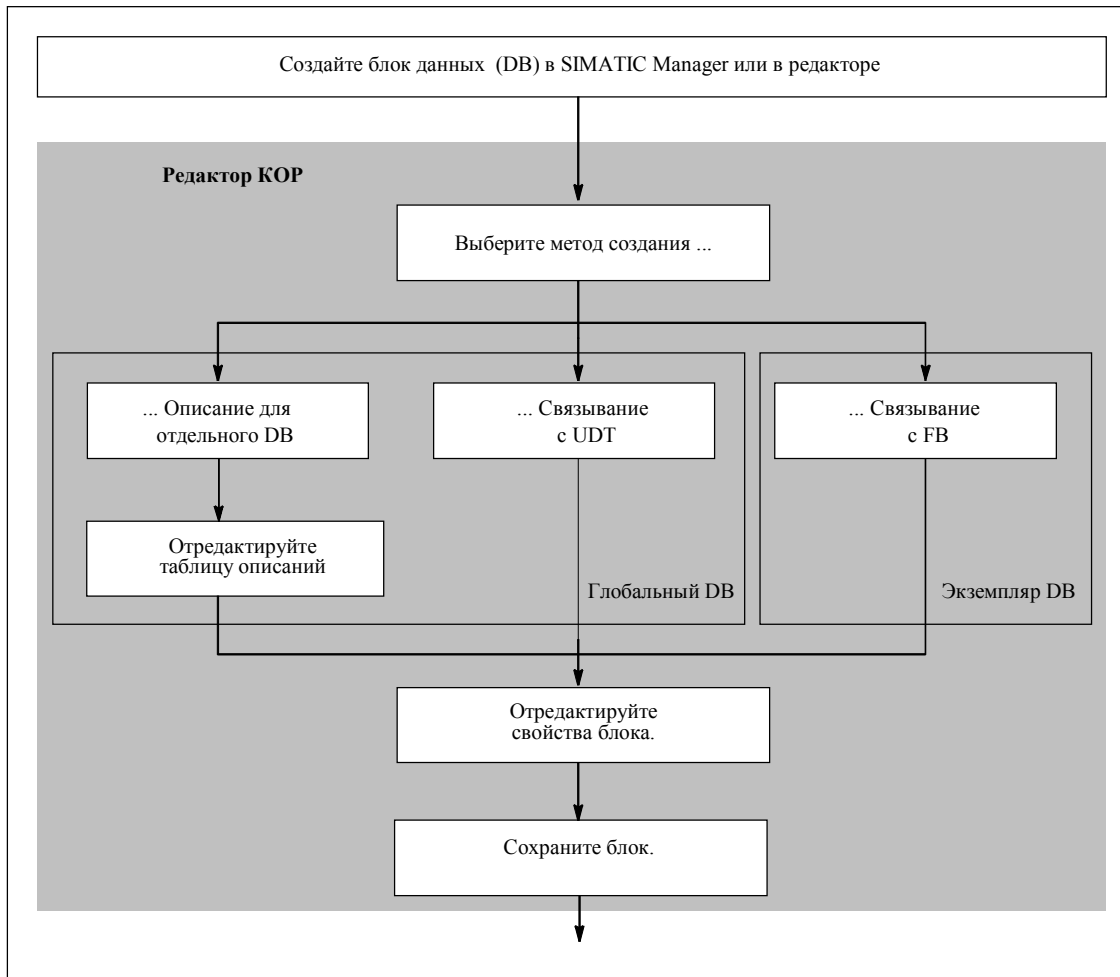 Создайте блок данных (DB) в SIMATIC Manager или в редакторе
Редактор КОР
Выберите метод создания ...
... Описание для
отдельного DB
... Связывание
с UDT
... Связывание
с FB
Отредактируйте
таблицу описаний
Глобальный DB
Экземпляр DB
Отредактируйте
свойства блока.
Сохраните блок.